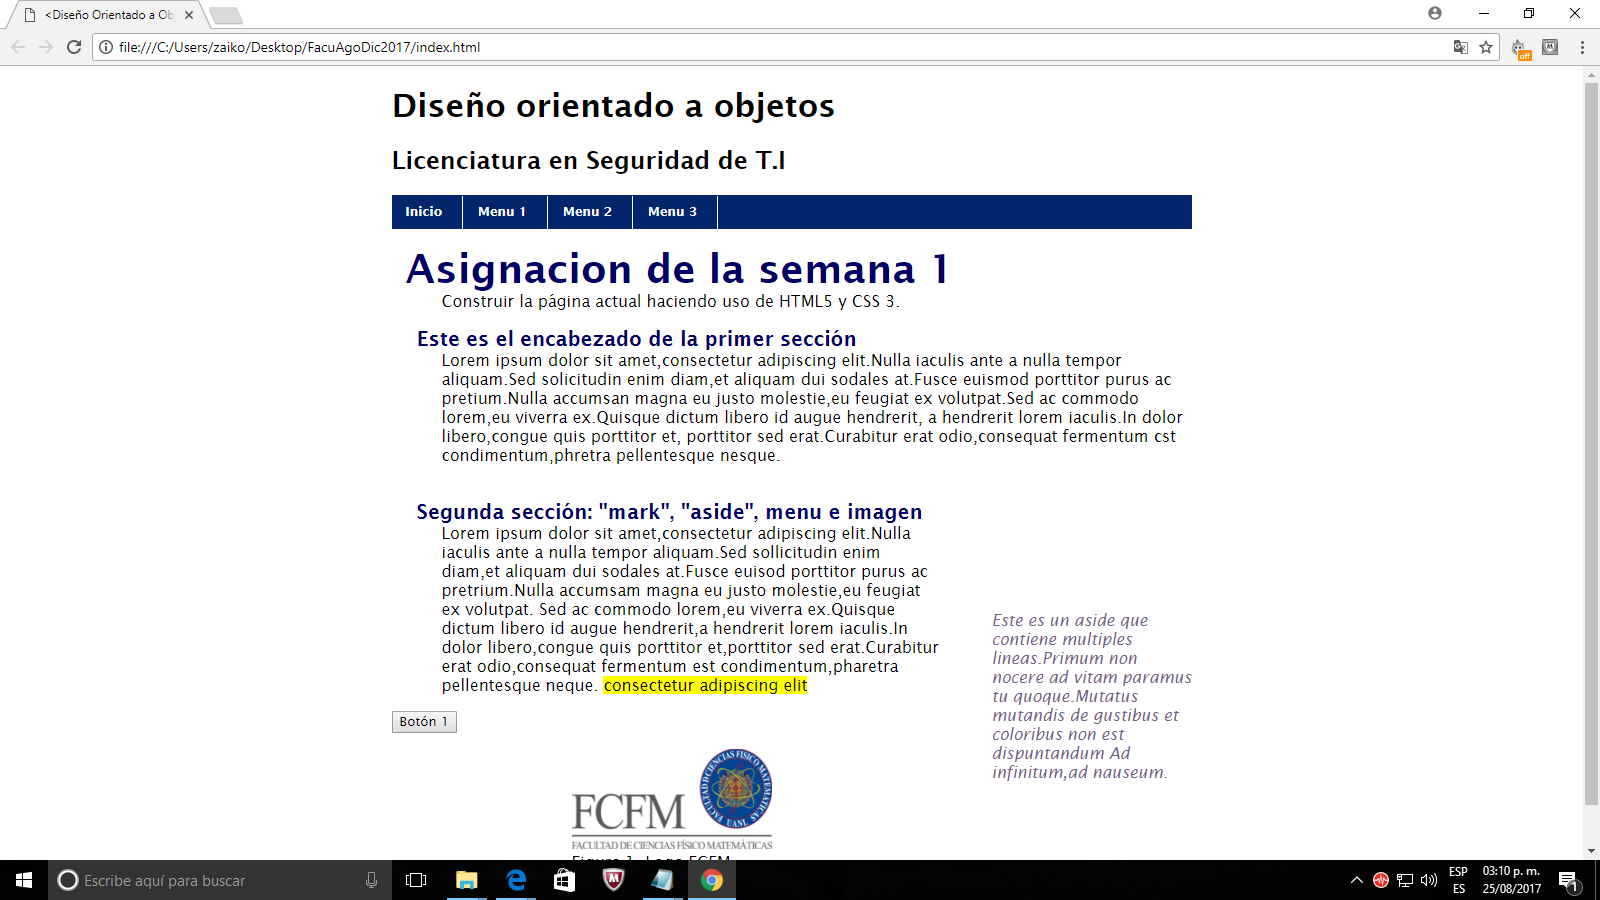 <Diseño Orientado a Obj
file:///C:/Users/zaiko/Desktop/FacuAgoDic2017/index.html
off
Diseño orientado a objetos
Licenciatura en Seguridad de T.I
Inicio
Menu 1
Menu 2
Menu 3
Asignacion de la semana 1
Construir la página actual haciendo uso de HTML5 y CSS 3.
Este es el encabezado de la primer sección
Lorem ipsum dolor sit amet,consectetur adipiscing elit.Nulla iaculis ante a nulla tempor
aliquam.Sed solicitudin enim diam,et aliquam dui sodales at.Fusce euismod porttitor purus ac
pretium.Nulla accumsan magna eu justo molestie,eu feugiat ex volutpat.Sed ac commodo
lorem,eu viverra ex.Quisque dictum libero id augue hendrerit, a hendrerit lorem iaculis.In dolor
libero,congue quis porttitor et, porttitor sed erat.Curabitur erat odio,consequat fermentum cst
condimentum,phretra pellentesque nesque.
Segunda sección: "mark", "aside", menu e imagen
Lorem ipsum dolor sit amet,consectetur adipiscing elit.Nulla
iaculis ante a nulla tempor aliquam.Sed sollicitudin enim
diam,et aliquam dui sodales at.Fusce euisod porttitor purus ac
pretrium.Nulla accumsam magna eu justo molestie,eu feugiat
ex volutpat. Sed ac commodo lorem,eu viverra ex.Quisque
dictum libero id augue hendrerit,a hendrerit lorem iaculis.In
dolor libero,congue quis porttitor et,porttitor sed erat.Curabitur
erat odio,consequat fermentum est condimentum,pharetra
pellentesque neque. consectetur adipiscing elit
Este es un aside que
contiene multiples
lineas.Primum non
nocere ad vitam paramus
tu quoque.Mutatus
mutandis de gustibus et
coloribus non est
dispuntandum Ad
infinitum,ad nauseum.
Botón 1
FACULTAD DE CIENCIAS FÍSICO MATEMÁTICAS
UANL
FCFM
FACULTAD DE CIENCIAS FÍSICO MATEMÁTICAS
Figura 1. Logo FCFM
Escribe aquí para buscar
ESP
ES
03:10 p. m.
25/08/2017
1